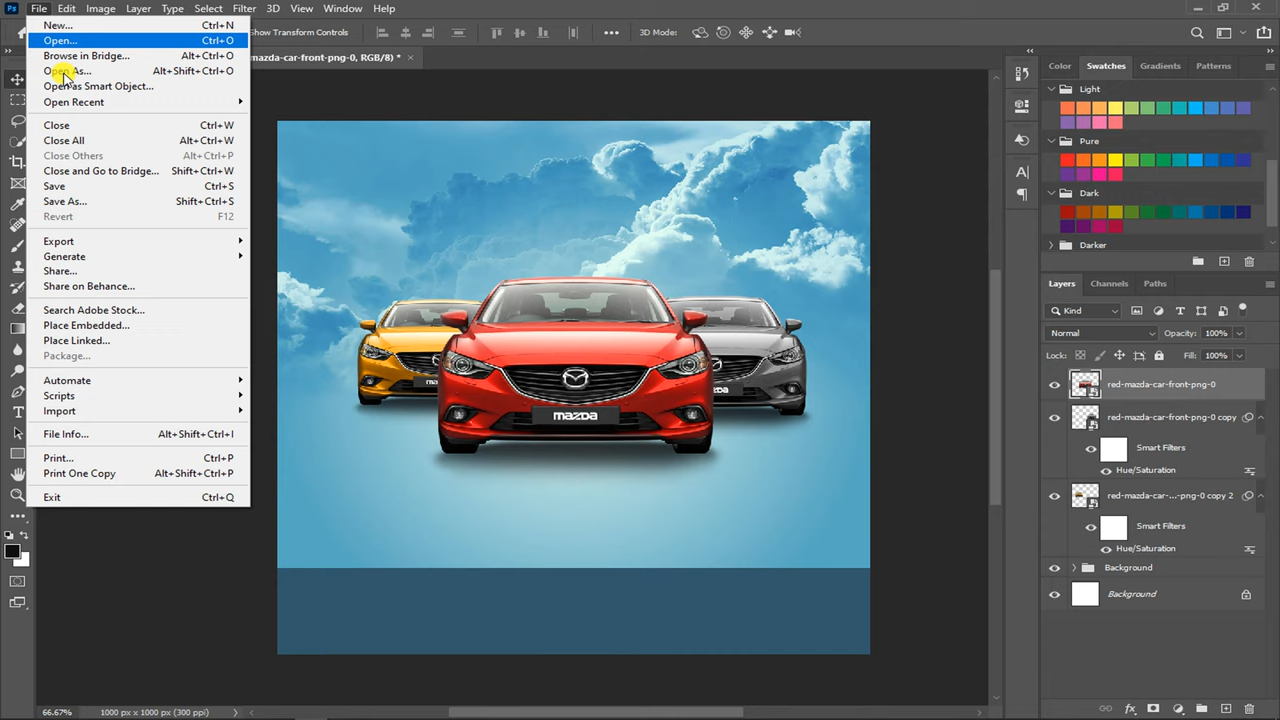 Ps File Edit Image Layer Type Select Filter 3D View Window Help
Show Transform Controls 3D Mode:
mazda-car-front-png-0, RGB/8) *
New... Ctrl+N
Open... Ctrl+O
Browse in Bridge... Alt+Ctrl+O
Open As... Alt+Shift+Ctrl+O
Open as Smart Object...
Open Recent
Close Ctrl+W
Close All Alt+Ctrl+W
Close Others Alt+Ctrl+P
Close and Go to Bridge... Shift+Ctrl+W
Save Ctrl+S
Save As... Shift+Ctrl+S
Revert F12
Export
Generate
Share...
Share on Behance...
Search Adobe Stock...
Place Embedded...
Place Linked...
Package...
Automate
Scripts
Import
File Info... Alt+Shift+Ctrl+I
Print... Ctrl+P
Print One Copy Alt+Shift+Ctrl+P
Exit Ctrl+Q
mazda
Color Swatches Gradients Patterns
Light
Pure
Dark
Darker
Layers Channels Paths
Kind
Normal Opacity: 100%
Lock: Fill: 100%
red-mazda-car-front-png-0
red-mazda-car-front-png-0 copy
Smart Filters
Hue/Saturation
red-mazda-car-...-png-0 copy 2
Smart Filters
Hue/Saturation
Background
Background
66.67% 1000 px x 1000 px (300 ppi)